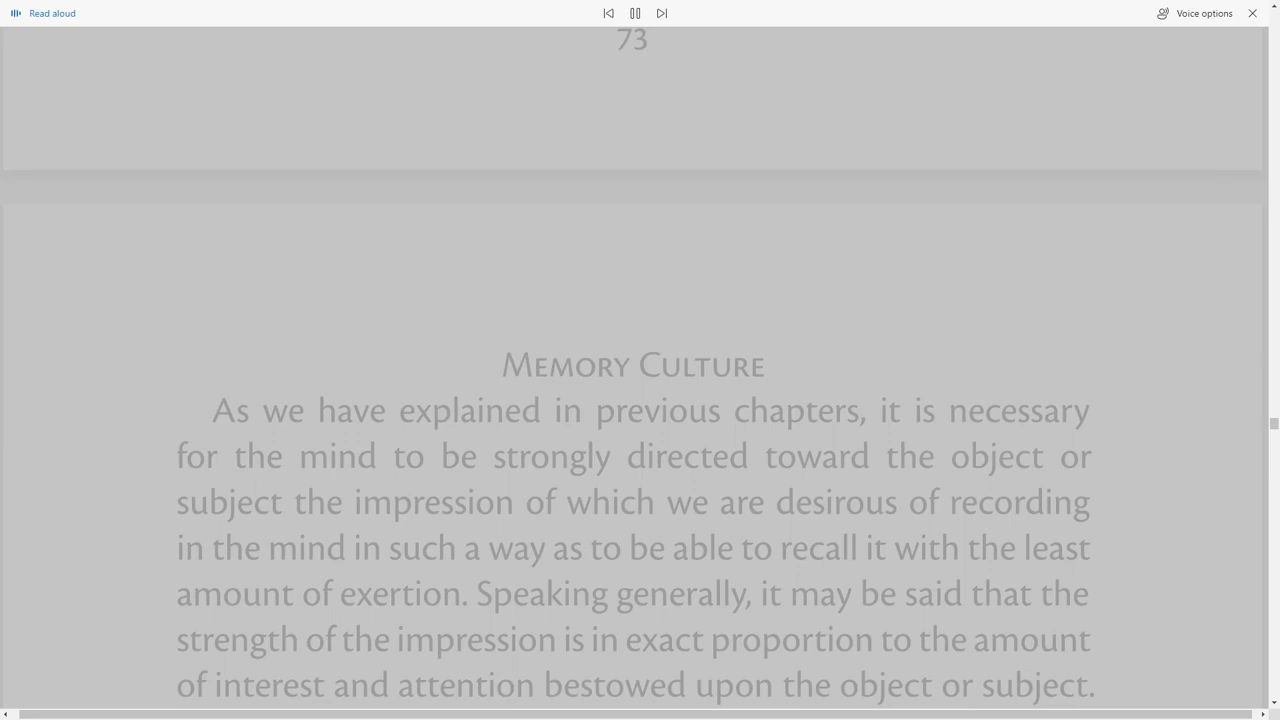 Read aloud
Voice options
73
Memory Culture
As we have explained in previous chapters, it is necessary
for the mind to be strongly directed toward the object or
subject the impression of which we are desirous of recording
in the mind in such a way as to be able to recall it with the least
amount of exertion. Speaking generally, it may be said that the
strength of the impression is in exact proportion to the amount
of interest and attention bestowed upon the object or subject.